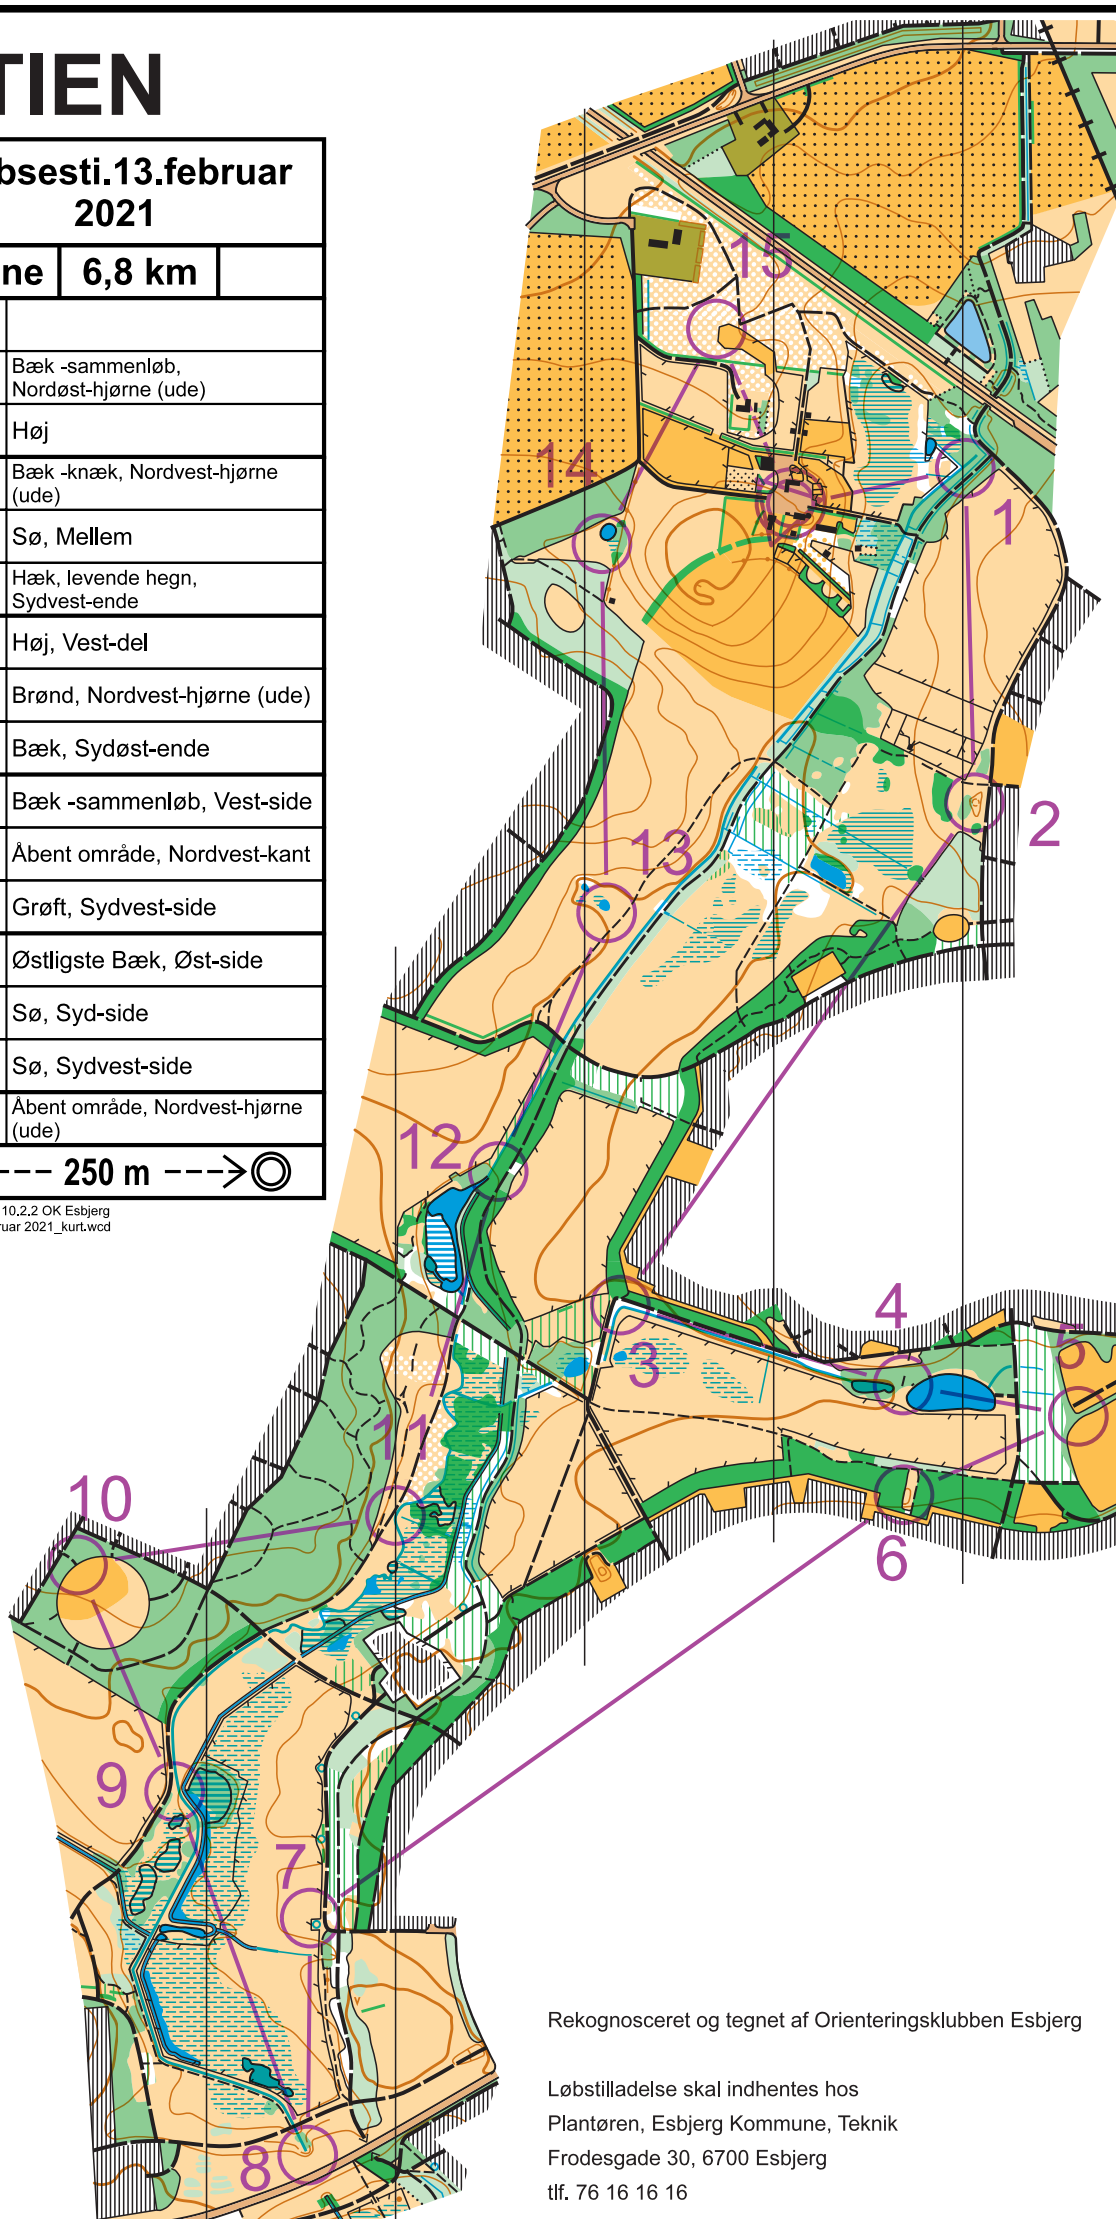 TIEN
bsesti.13.februar
2021
ne 6,8 km
Bæk -sammenløb,
Nordøst-hjørne (ude)
Høj
Bæk -knæk, Nordvest-hjørne
(ude)
Sø, Mellem
Hæk, levende hegn,
Sydvest-ende
Høj, Vest-del
Brønd, Nordvest-hjørne (ude)
Bæk, Sydøst-ende
Bæk -sammenløb, Vest-side
Åbent område, Nordvest-kant
Grøft, Sydvest-side
Østligste Bæk, Øst-side
Sø, Syd-side
Sø, Sydvest-side
Åbent område, Nordvest-hjørne
(ude)
250 m
10.2.2 OK Esbjerg
ruar 2021_kurt.wcd
15
14
1
2
13
12
3
4
5
11
10
6
9
7
8
Rekognosceret og tegnet af Orienteringsklubben Esbjerg
Løbstilladelse skal indhentes hos
Plantøren, Esbjerg Kommune, Teknik
Frodesgade 30, 6700 Esbjerg
tlf. 76 16 16 16